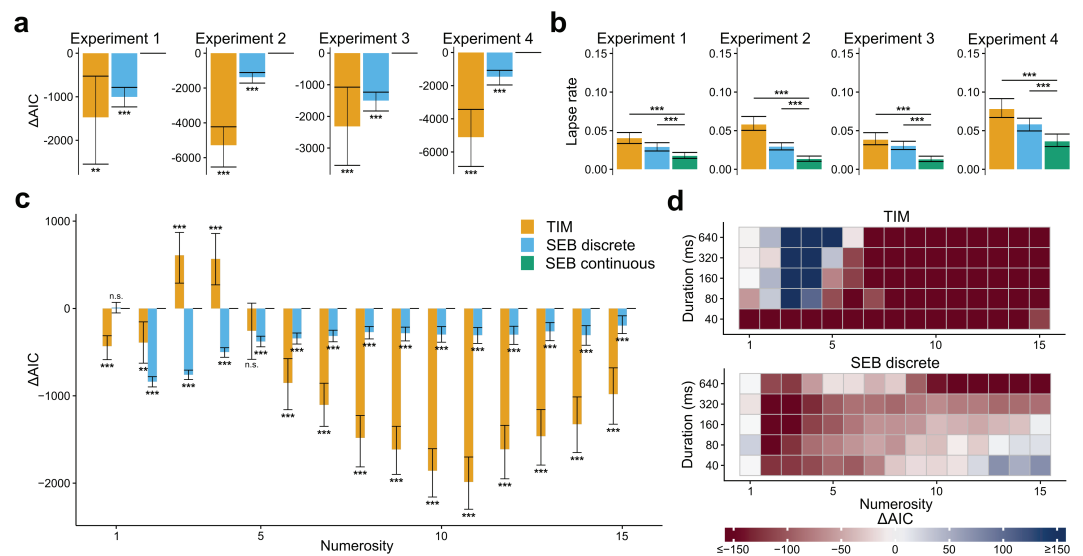 a
Experiment 1
Experiment 2
Experiment 3
Experiment 4
ΔAIC
0
-1000
-2000
**
***
0
-2000
-4000
-6000
***
***
0
-1000
-2000
-3000
***
***
0
-2000
-4000
-6000
***
***
b
Experiment 1
Experiment 2
Experiment 3
Experiment 4
Lapse rate
0.15
0.10
0.05
0.00
***
***
0.15
0.10
0.05
0.00
***
***
0.15
0.10
0.05
0.00
***
***
0.15
0.10
0.05
0.00
***
***
c
ΔAIC
1000
0
−1000
−2000
TIM
SEB discrete
SEB continuous
*** n.s.
** ***
*** ***
*** ***
n.s. ***
*** ***
*** ***
*** ***
*** ***
*** ***
*** ***
*** ***
*** ***
*** ***
*** ***
1 5 10 15
Numerosity
d
TIM
Duration (ms)
640
320
160
80
40
1 5 10 15
SEB discrete
Duration (ms)
640
320
160
80
40
1 5 10 15
Numerosity
ΔAIC
≤−150 −100 −50 0 50 100 ≥150